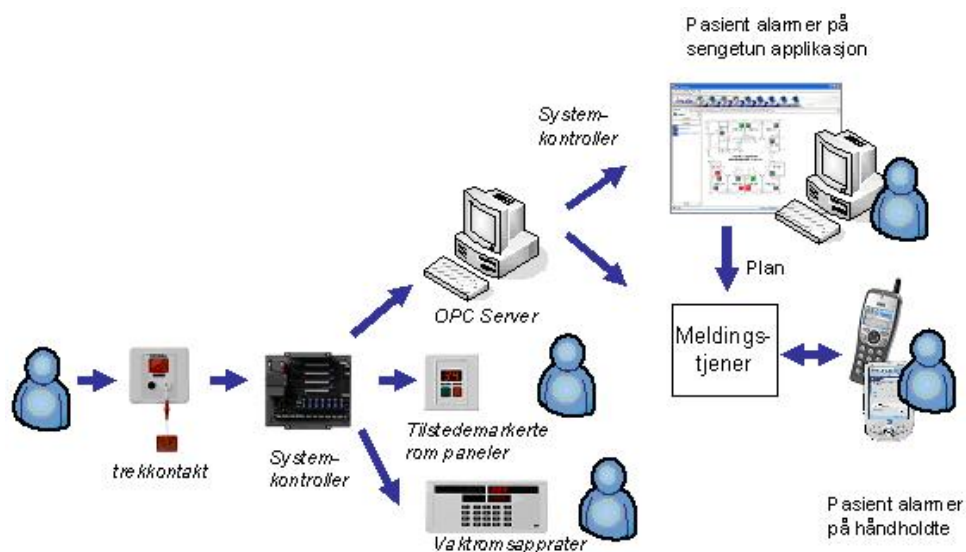 Pasient alarmer på
sengetun applikasjon
System-
kontroller
OPC Server
Plan
Meldings-
tjener
trekkontakt
System-
kontroller
Tilstedemarkerte
rom paneler
Vaktromsapprater
Pasient alarmer
på håndholdte